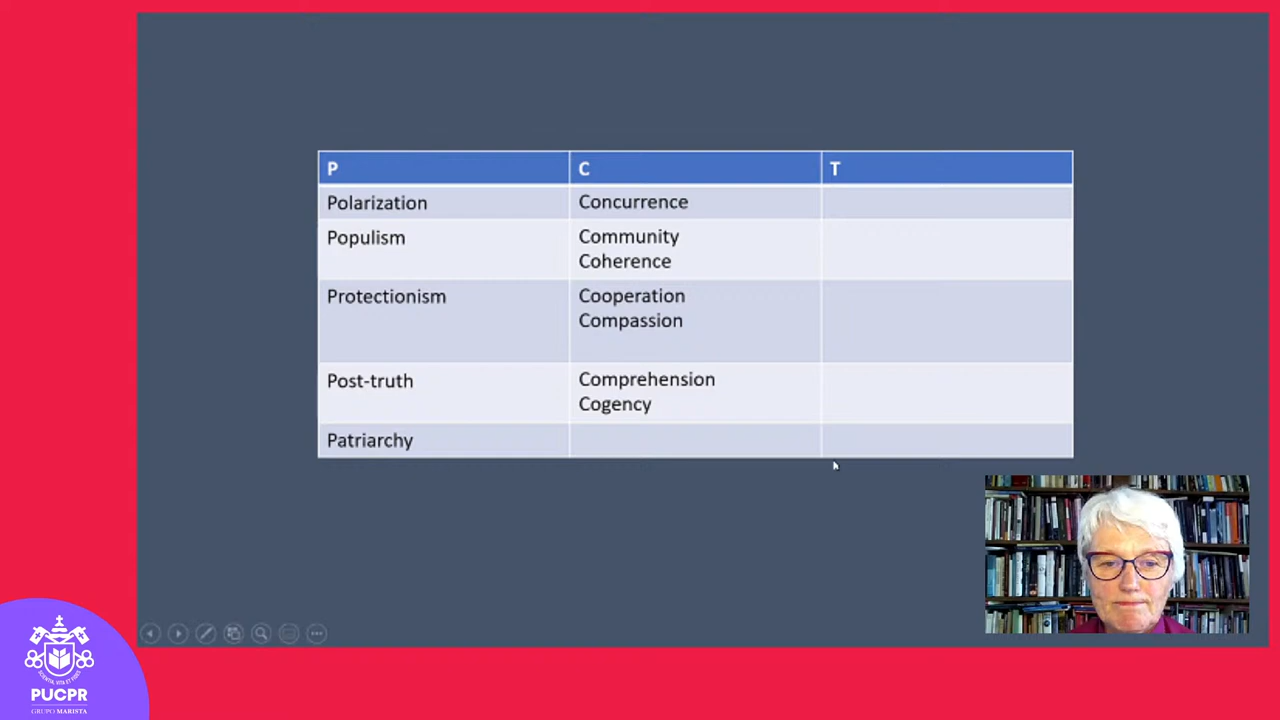 P C T
Polarization Concurrence
Populism Community
Coherence
Protectionism Cooperation
Compassion
Post-truth Comprehension
Cogency
Patriarchy
PUCPR
GRUPO MARISTA